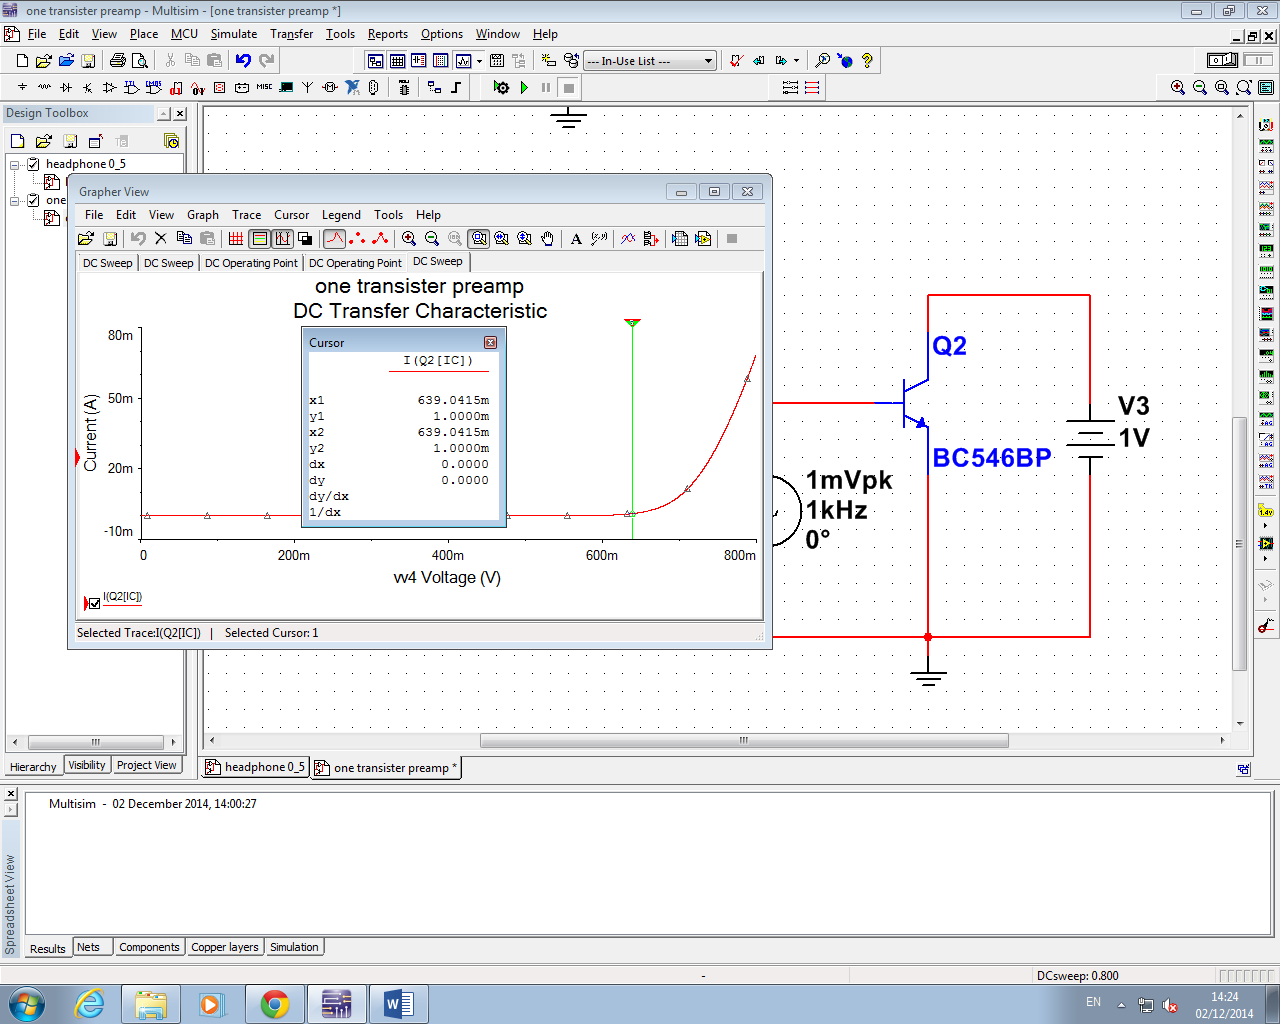 one transister preamp - Multisim - [one transister preamp *]
File Edit View Place MCU Simulate Transfer Tools Reports Options Window Help
--- In-Use List ---
MISC
Design Toolbox
headphone 0_5
one
Grapher View
File Edit View Graph Trace Cursor Legend Tools Help
DC Sweep DC Sweep DC Operating Point DC Operating Point DC Sweep
one transister preamp
DC Transfer Characteristic
Cursor
I(Q2[IC])
x1 639.0415m
y1 1.0000m
x2 639.0415m
y2 1.0000m
dx 0.0000
dy 0.0000
dy/dx
1/dx
Current (A)
80m
50m
20m
-10m
0 200m 400m 600m 800m
vv4 Voltage (V)
I(Q2[IC])
Selected Trace:I(Q2[IC]) | Selected Cursor: 1
Q2
BC546BP
V3
1V
1mVpk
1kHz
0°
Hierarchy Visibility Project View
headphone 0_5 one transister preamp *
Multisim - 02 December 2014, 14:00:27
Spreadsheet View
Results Nets Components Copper layers Simulation
- DCsweep: 0.800
EN
14:24
02/12/2014